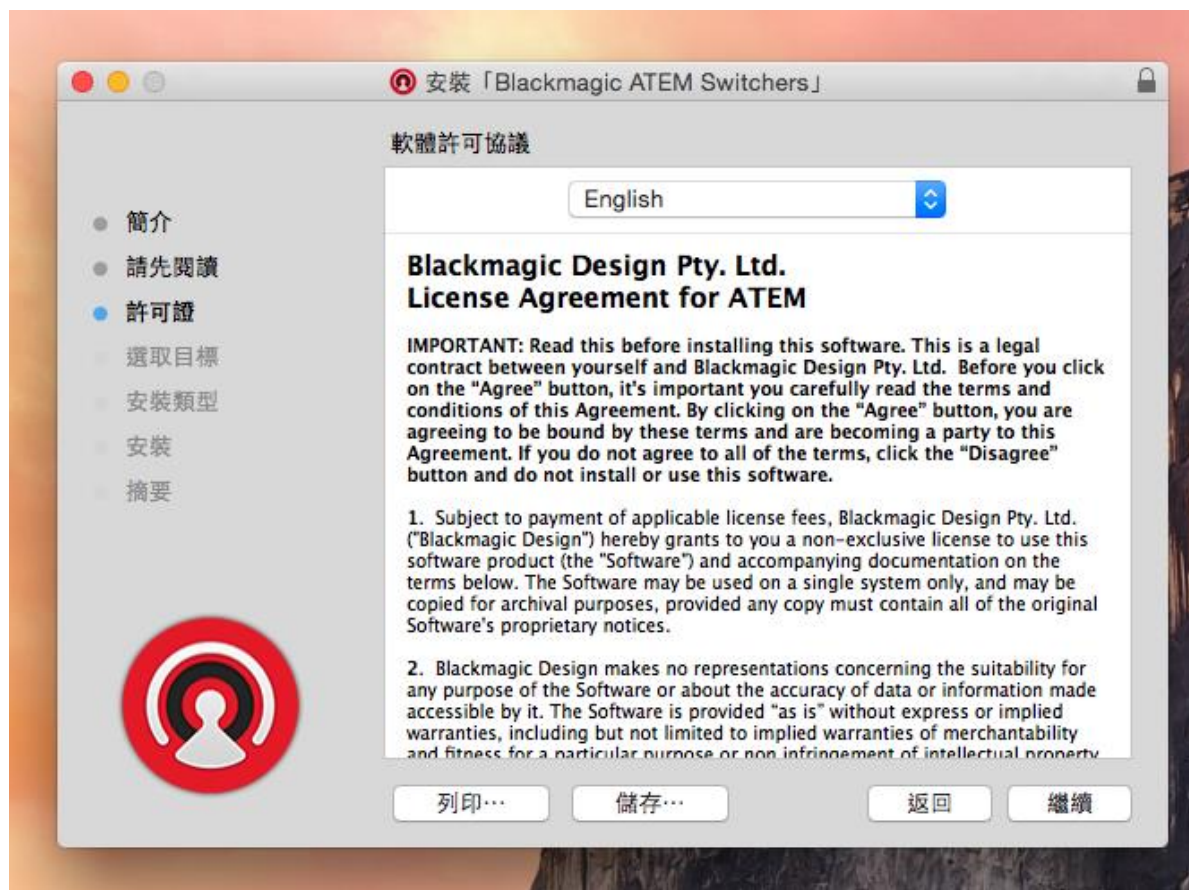 安裝「Blackmagic ATEM Switchers」
軟體許可協議
English
簡介
請先閱讀
許可證
選取目標
安裝類型
安裝
摘要
Blackmagic Design Pty. Ltd.
License Agreement for ATEM
IMPORTANT: Read this before installing this software. This is a legal
contract between yourself and Blackmagic Design Pty. Ltd.  Before you click
on the “Agree” button, it's important you carefully read the terms and
conditions of this Agreement. By clicking on the “Agree” button, you are
agreeing to be bound by these terms and are becoming a party to this
Agreement. If you do not agree to all of the terms, click the “Disagree”
button and do not install or use this software.
1.  Subject to payment of applicable license fees, Blackmagic Design Pty. Ltd.
("Blackmagic Design") hereby grants to you a non-exclusive license to use this
software product (the "Software") and accompanying documentation on the
terms below. The Software may be used on a single system only, and may be
copied for archival purposes, provided any copy must contain all of the original
Software's proprietary notices.
2.  Blackmagic Design makes no representations concerning the suitability for
any purpose of the Software or about the accuracy of data or information made
accessible by it. The Software is provided “as is” without express or implied
warranties, including but not limited to implied warranties of merchantability
and fitness for a particular purpose or non infringement of intellectual property
列印…
儲存…
返回
繼續